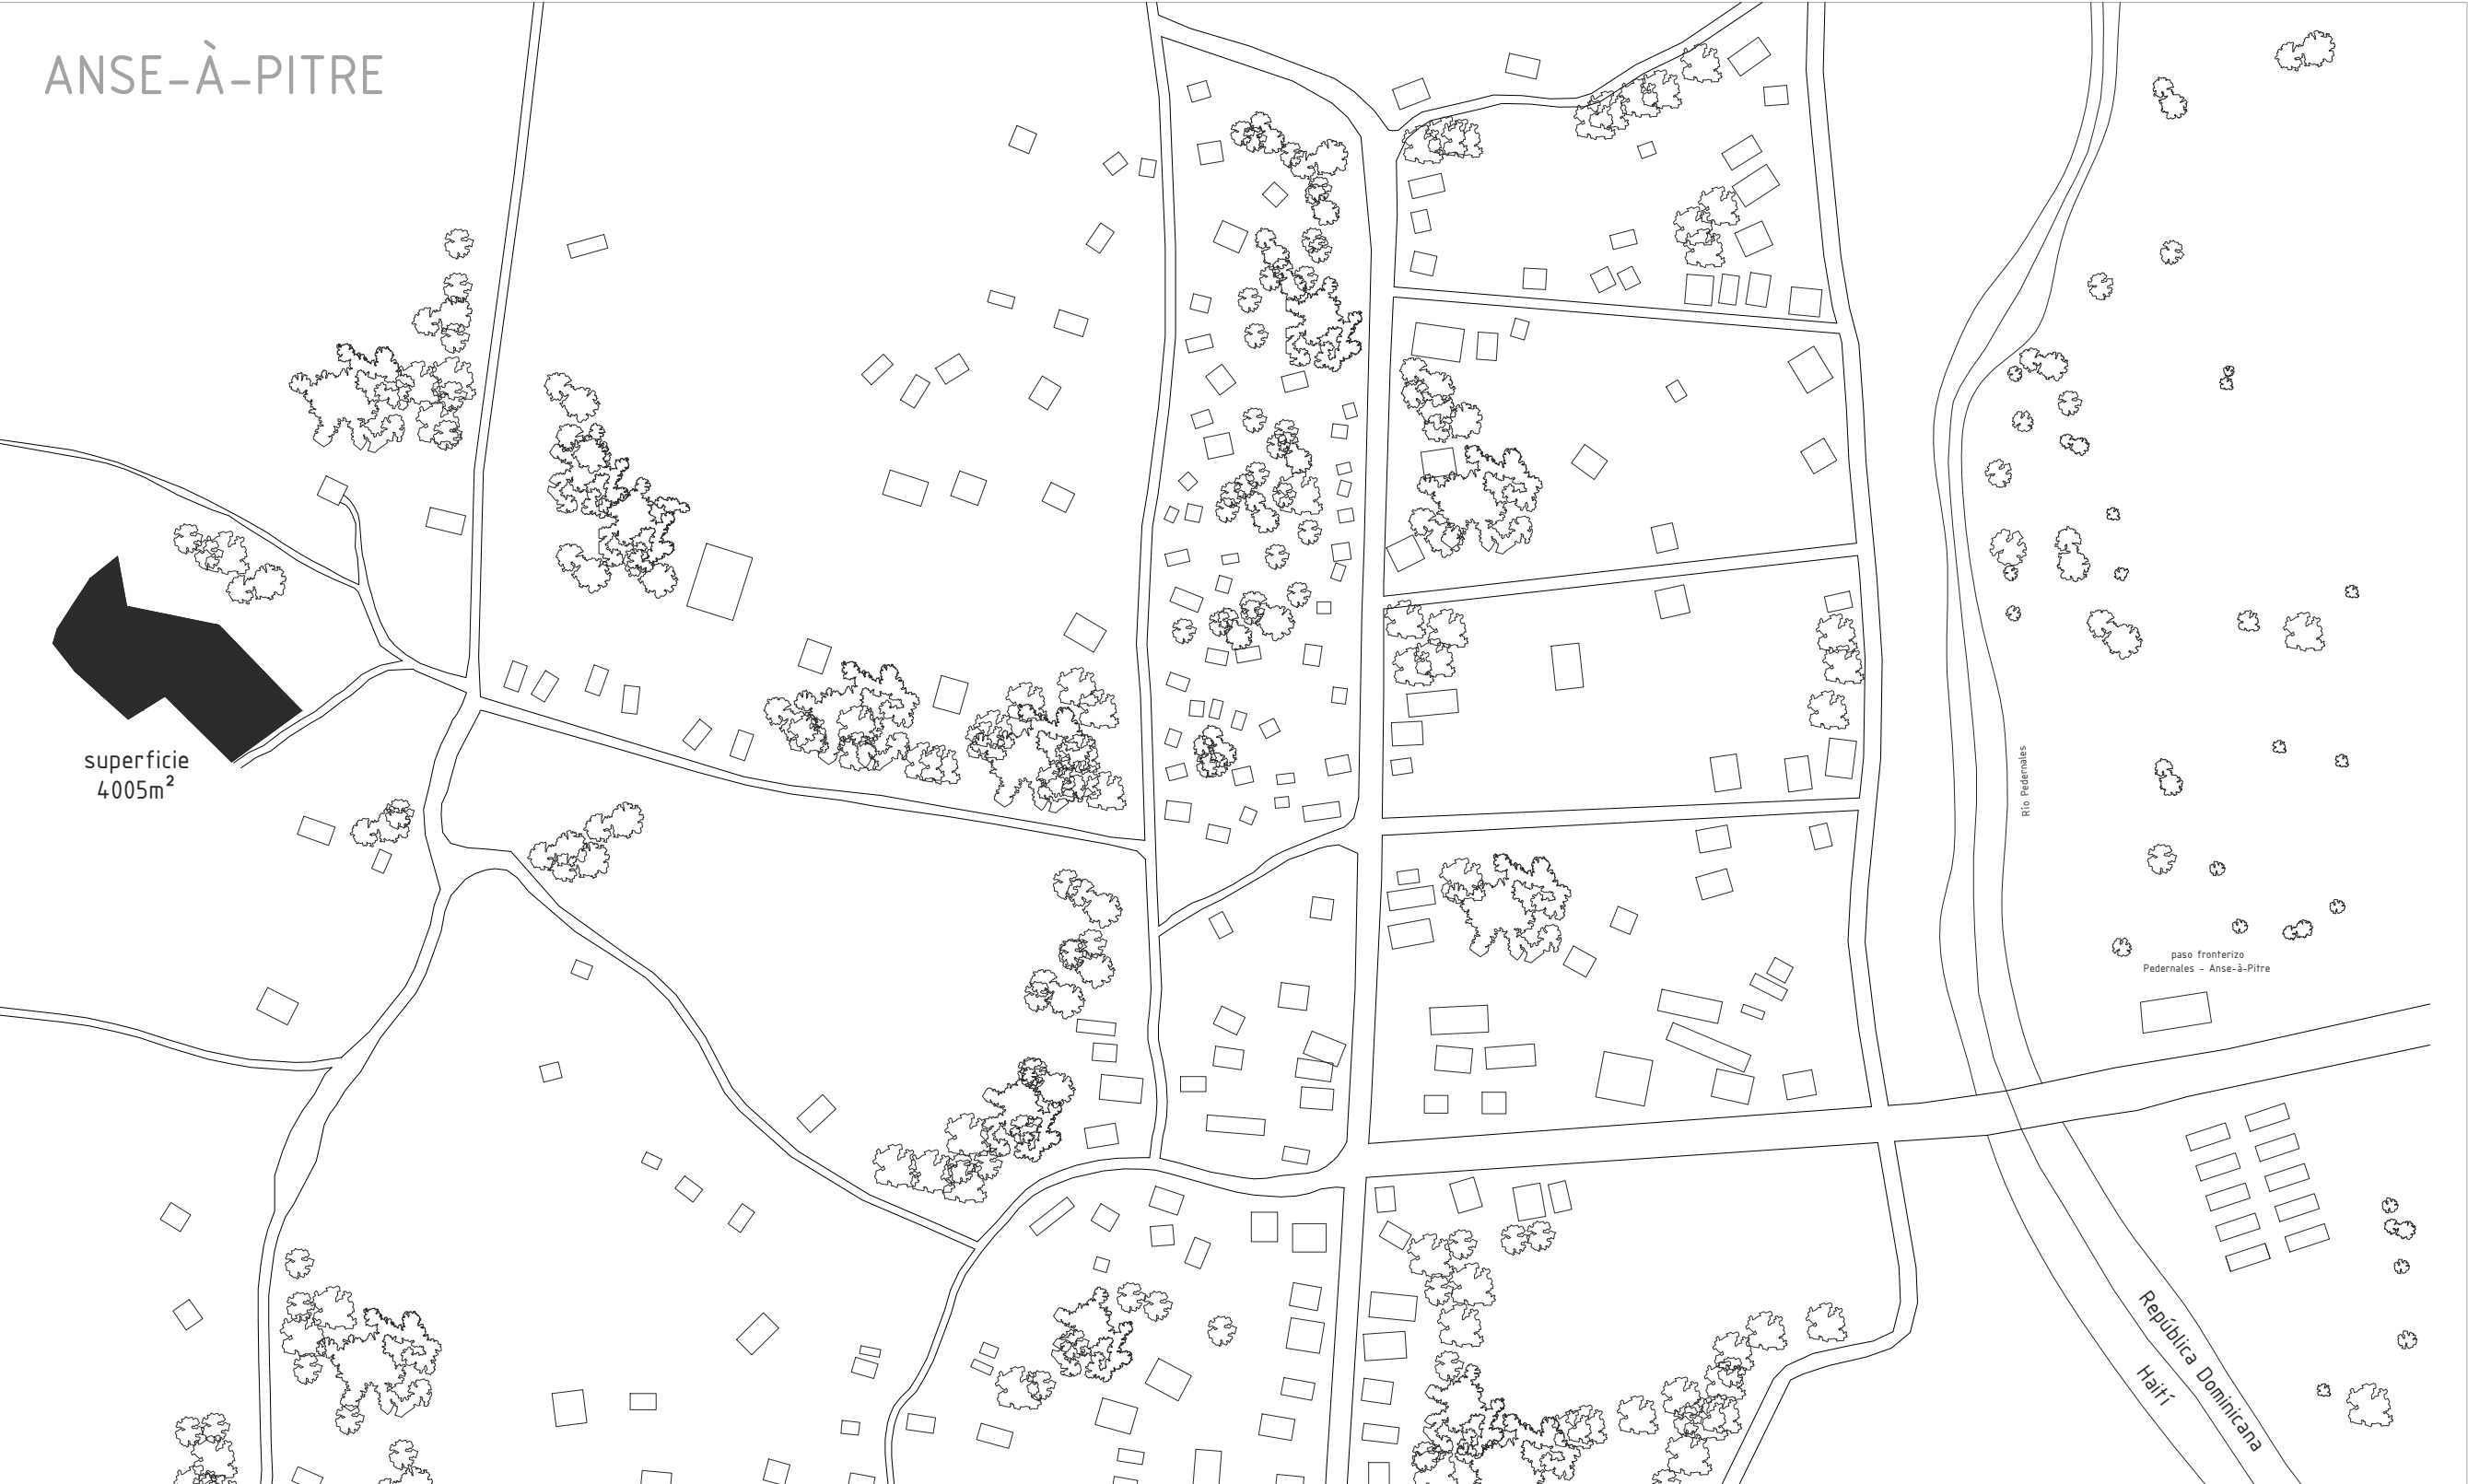 ANSE-À-PITRE
superficie
4005m²
Río Pedernales
paso fronterizo
Pedernales - Anse-à-Pitre
República Dominicana
Haití